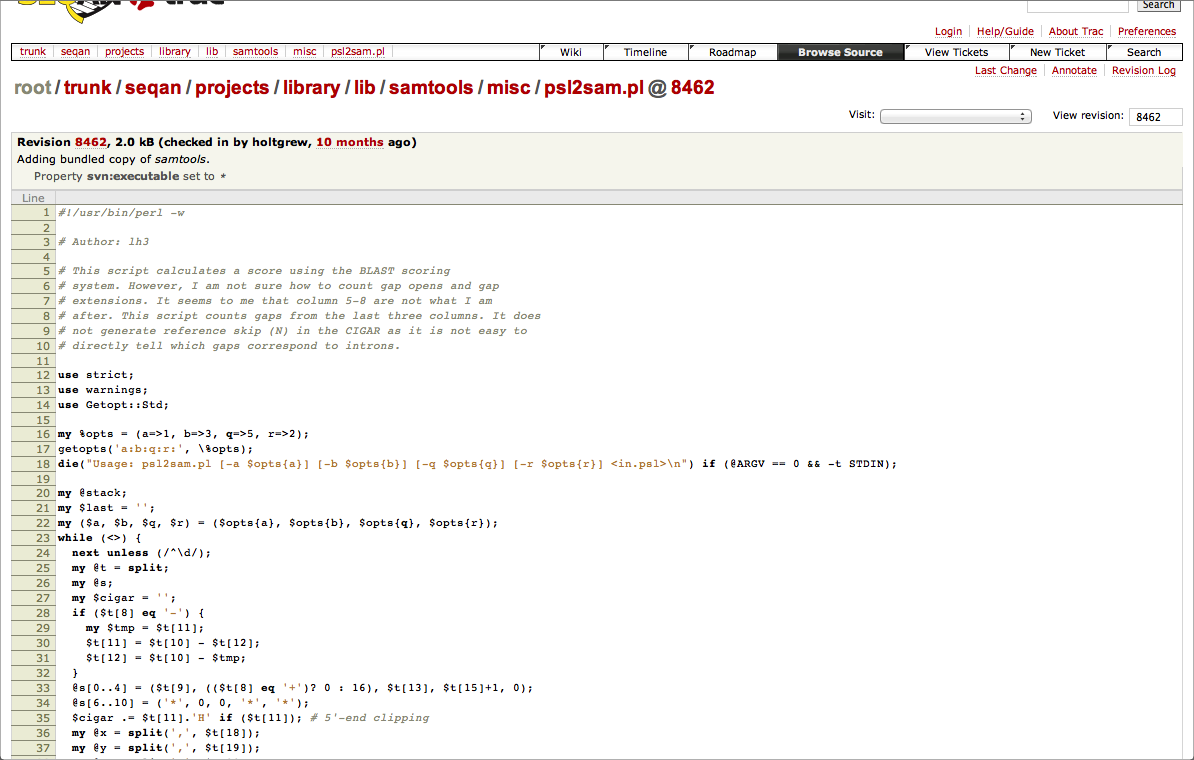 trac
Search
Login Help/Guide About Trac Preferences
trunk seqan projects library lib samtools misc psl2sam.pl Wiki Timeline Roadmap Browse Source View Tickets New Ticket Search
Last Change Annotate Revision Log
root/trunk/seqan/projects/library/lib/samtools/misc/psl2sam.pl @ 8462
Visit: View revision: 8462
Revision 8462, 2.0 kB (checked in by holtgrew, 10 months ago)
Adding bundled copy of samtools.
Property svn:executable set to *
Line
1 #!/usr/bin/perl -w
2
3 # Author: lh3
4
5 # This script calculates a score using the BLAST scoring
6 # system. However, I am not sure how to count gap opens and gap
7 # extensions. It seems to me that column 5-8 are not what I am
8 # after. This script counts gaps from the last three columns. It does
9 # not generate reference skip (N) in the CIGAR as it is not easy to
10 # directly tell which gaps correspond to introns.
11
12 use strict;
13 use warnings;
14 use Getopt::Std;
15
16 my %opts = (a=>1, b=>3, q=>5, r=>2);
17 getopts('a:b:q:r:', \%opts);
18 die("Usage: psl2sam.pl [-a $opts{a}] [-b $opts{b}] [-q $opts{q}] [-r $opts{r}] <in.psl>\n") if (@ARGV == 0 && -t STDIN);
19
20 my @stack;
21 my $last = '';
22 my ($a, $b, $q, $r) = ($opts{a}, $opts{b}, $opts{q}, $opts{r});
23 while (<>) {
24 next unless (/^\d/);
25 my @t = split;
26 my @s;
27 my $cigar = '';
28 if ($t[8] eq '-') {
29 my $tmp = $t[11];
30 $t[11] = $t[10] - $t[12];
31 $t[12] = $t[10] - $tmp;
32 }
33 @s[0..4] = ($t[9], (($t[8] eq '+')? 0 : 16), $t[13], $t[15]+1, 0);
34 @s[6..10] = ('*', 0, 0, '*', '*');
35 $cigar .= $t[11].'H' if ($t[11]); # 5'-end clipping
36 my @x = split(',', $t[18]);
37 my @y = split(',', $t[19]);